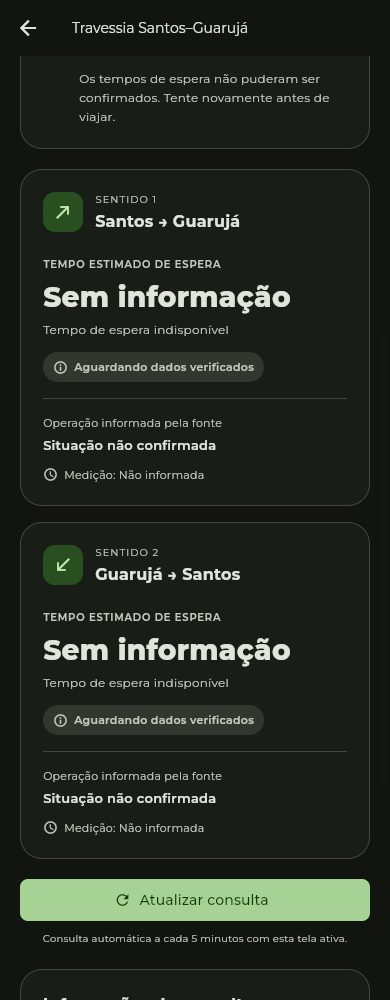 Travessia Santos–Guarujá
Os tempos de espera não puderam ser
confirmados. Tente novamente antes de
viajar.
SENTIDO 1
Santos → Guarujá
TEMPO ESTIMADO DE ESPERA
Sem informação
Tempo de espera indisponível
Aguardando dados verificados
Operação informada pela fonte
Situação não confirmada
Medição: Não informada
SENTIDO 2
Guarujá → Santos
TEMPO ESTIMADO DE ESPERA
Sem informação
Tempo de espera indisponível
Aguardando dados verificados
Operação informada pela fonte
Situação não confirmada
Medição: Não informada
Atualizar consulta
Consulta automática a cada 5 minutos com esta tela ativa.